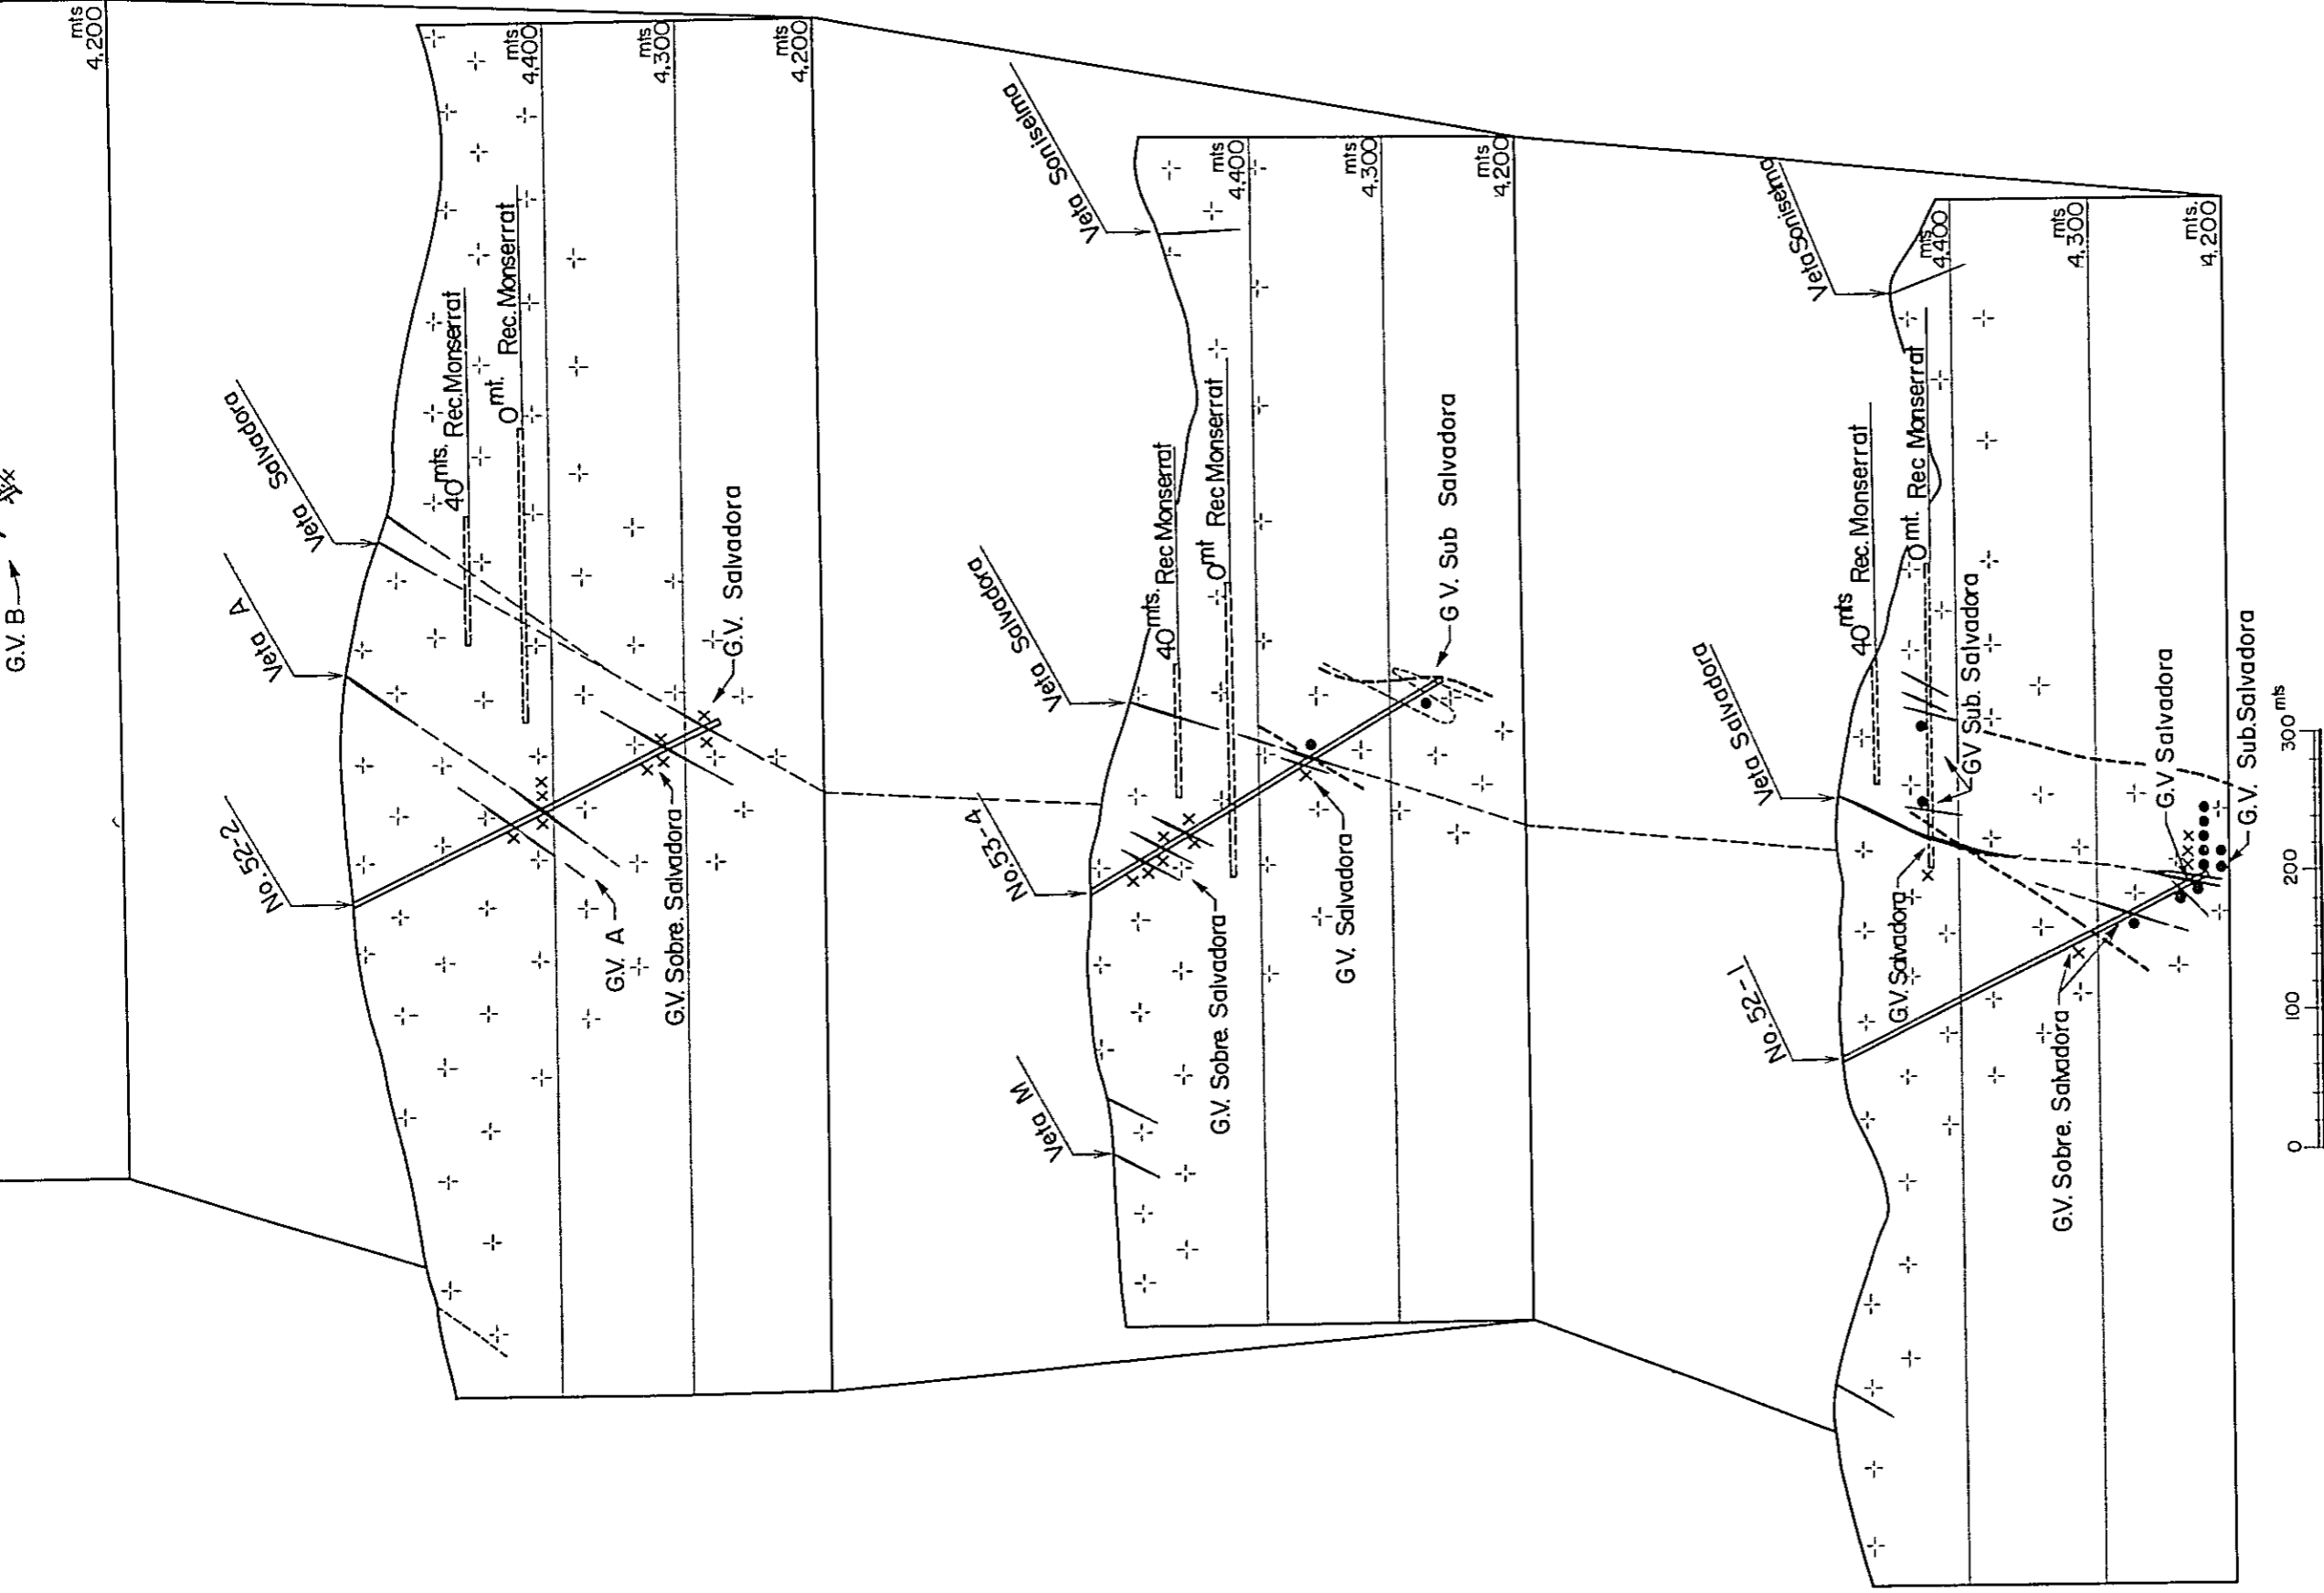 G.V. B
mts
4,200
No. 52-2
Veta A
Veta Salvadora
40 mts. Rec. Monserrat
0 mt. Rec. Monserrat
mts
4,400
mts
4,300
mts
4,200
G.V. A
G.V. Sobre. Salvadora
G.V. Salvadora
Veta M
No. 53-4
Veta Salvadora
Veta Soniselma
40 mts. Rec Monserrat
0 mt Rec Monserrat
mts
4,400
mts
4,300
mts
4,200
G.V. Sobre. Salvadora
G V. Salvadora
G V. Sub Salvadora
No. 52-1
Veta Salvadora
Veta Soniselma
40 mts Rec. Monserrat
0 mt. Rec Monserrat
mts
4,400
mts
4,300
mts.
4,200
G.V. Salvadora
G V Sub. Salvadora
G.V. Sobre. Salvadora
G.V Salvadora
G. V. Sub. Salvadora
0 100 200 300 mts